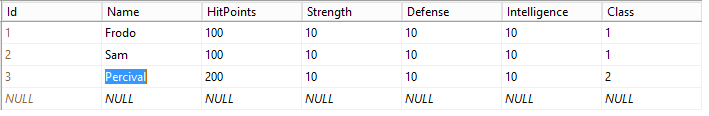 Id Name HitPoints Strength Defense Intelligence Class
1 Frodo 100 10 10 10 1
2 Sam 100 10 10 10 1
3 Percival 200 10 10 10 2
NULL NULL NULL NULL NULL NULL NULL